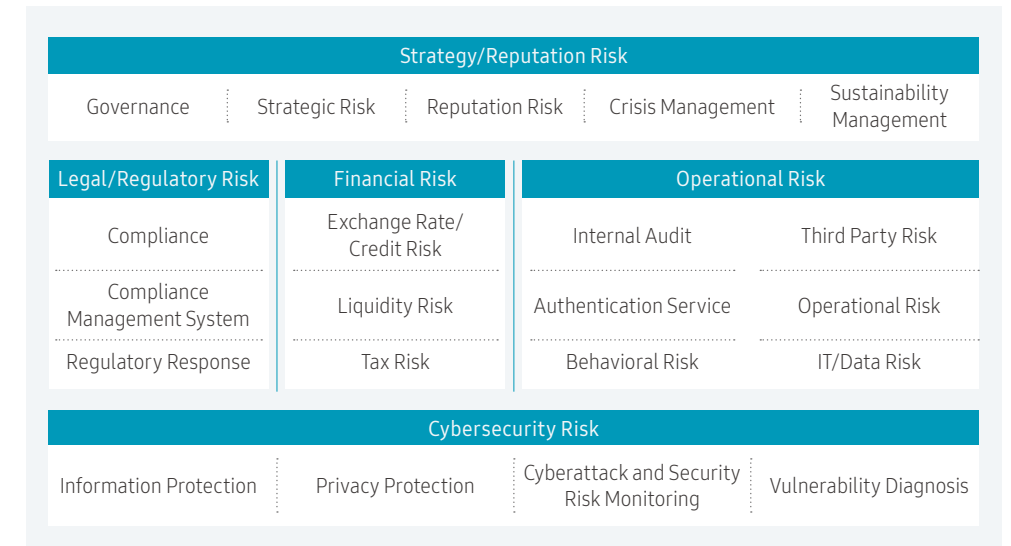 Strategy/Reputation Risk
Governance
Strategic Risk
Reputation Risk
Crisis Management
Sustainability
Management
Legal/Regulatory Risk
Compliance
Compliance
Management System
Regulatory Response
Financial Risk
Exchange Rate/
Credit Risk
Liquidity Risk
Tax Risk
Operational Risk
Internal Audit
Third Party Risk
Authentication Service
Operational Risk
Behavioral Risk
IT/Data Risk
Cybersecurity Risk
Information Protection
Privacy Protection
Cyberattack and Security
Risk Monitoring
Vulnerability Diagnosis